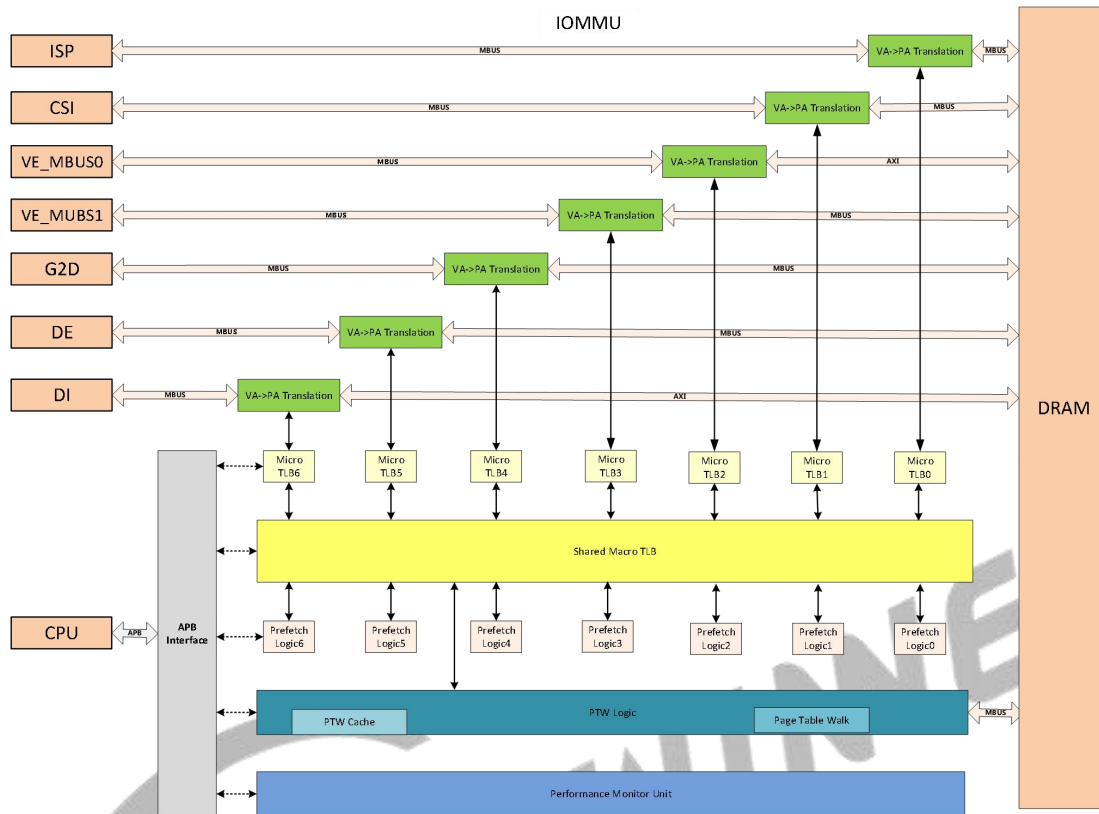 IOMMU
ISP
MBUS
VA->PA Translation
MBUS
CSI
MBUS
VA->PA Translation
MBUS
VE_MBUS0
MBUS
VA->PA Translation
AXI
VE_MUBS1
MBUS
VA->PA Translation
MBUS
G2D
MBUS
VA->PA Translation
MBUS
DE
MBUS
VA->PA Translation
MBUS
DI
MBUS
VA->PA Translation
AXI
DRAM
Micro
TLB6
Micro
TLB5
Micro
TLB4
Micro
TLB3
Micro
TLB2
Micro
TLB1
Micro
TLB0
Shared Macro TLB
CPU
APB
APB
Interface
Prefetch
Logic6
Prefetch
Logic5
Prefetch
Logic4
Prefetch
Logic3
Prefetch
Logic2
Prefetch
Logic1
Prefetch
Logic0
PTW Logic
PTW Cache
Page Table Walk
MBUS
Performance Monitor Unit